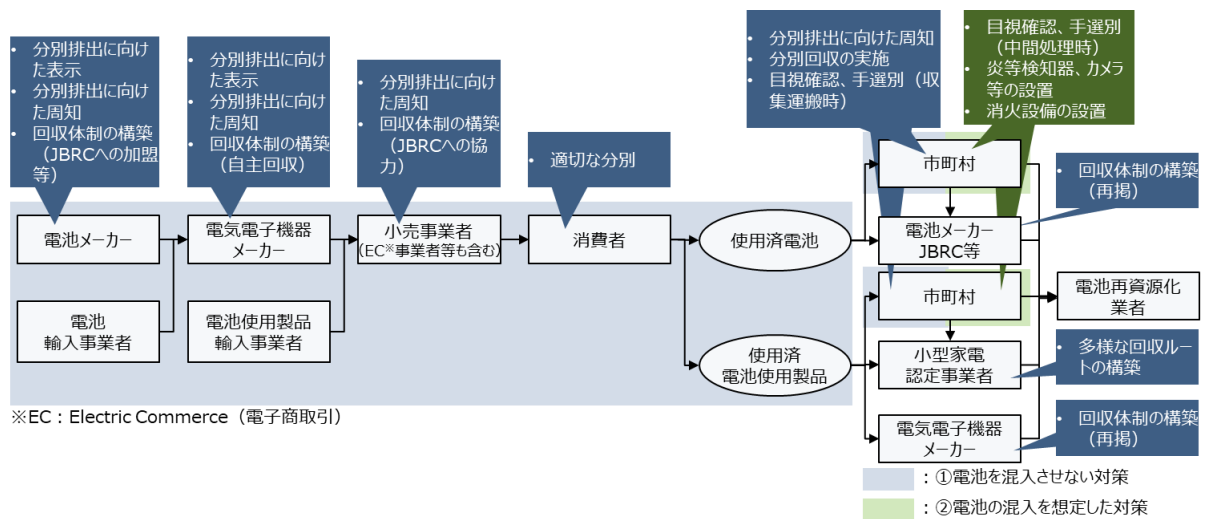 ・ 分別排出に向け
た表示
・ 分別排出に向け
た周知
・ 回収体制の構築
（JBRCへの加盟
等）
・ 分別排出に向け
た表示
・ 分別排出に向け
た周知
・ 回収体制の構築
（自主回収）
・ 分別排出に向け
た周知
・ 回収体制の構築
（JBRCへの協
力）
・ 適切な分別
・ 分別排出に向けた周知
・ 分別回収の実施
・ 目視確認、手選別（収
集運搬時）
・ 目視確認、手選別
（中間処理時）
・ 炎等検知器、カメラ
等の設置
・ 消火設備の設置
電池メーカー
電気電子機器
メーカー
小売事業者
（EC※事業者等も含む）
消費者
使用済電池
市町村
電池メーカー
JBRC等
・ 回収体制の構築
（再掲）
電池
輸入事業者
電池使用製品
輸入事業者
使用済
電池使用製品
市町村
電池再資源化
業者
小型家電
認定事業者
・ 多様な回収ルー
トの構築
電気電子機器
メーカー
・ 回収体制の構築
（再掲）
※EC：Electric Commerce（電子商取引）
：①電池を混入させない対策
：②電池の混入を想定した対策